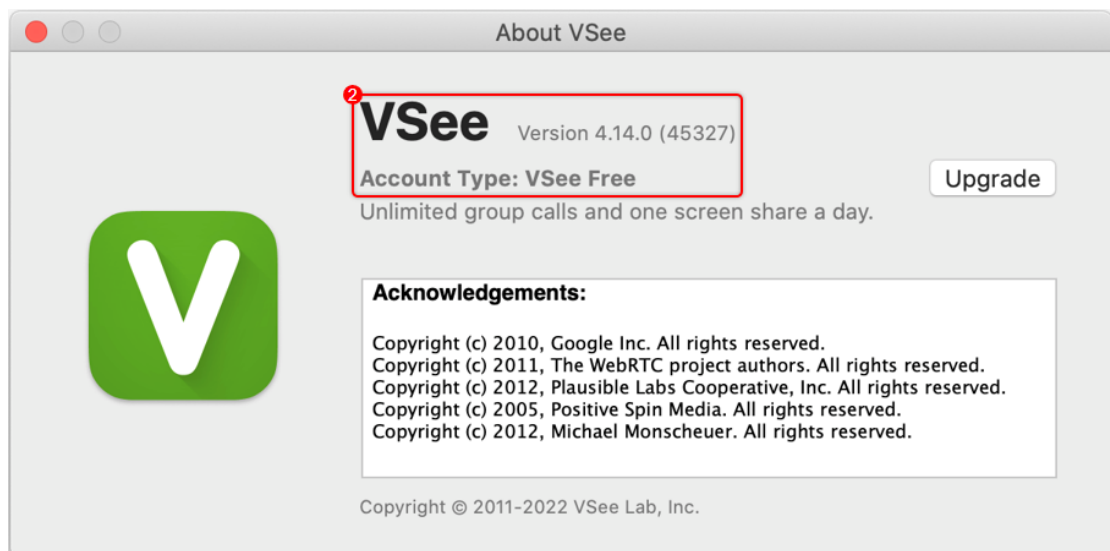 About VSee
2
VSee Version 4.14.0 (45327)
Account Type: VSee Free
Upgrade
Unlimited group calls and one screen share a day.
V
Acknowledgements:
Copyright (c) 2010, Google Inc. All rights reserved.
Copyright (c) 2011, The WebRTC project authors. All rights reserved.
Copyright (c) 2012, Plausible Labs Cooperative, Inc. All rights reserved.
Copyright (c) 2005, Positive Spin Media. All rights reserved.
Copyright (c) 2012, Michael Monscheuer. All rights reserved.
Copyright © 2011-2022 VSee Lab, Inc.